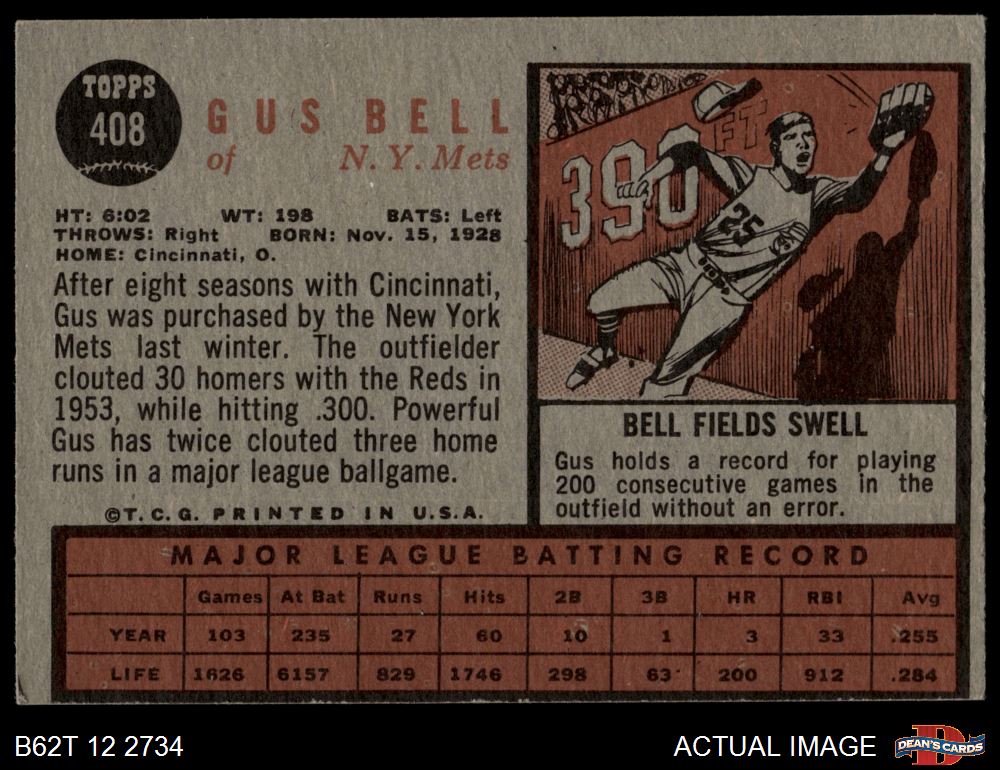 TOPPS
408
GUS BELL
of N. Y. Mets
HT: 6:02 WT: 198 BATS: Left
THROWS: Right BORN: Nov. 15, 1928
HOME: Cincinnati, O.
After eight seasons with Cincinnati,
Gus was purchased by the New York
Mets last winter. The outfielder
clouted 30 homers with the Reds in
1953, while hitting .300. Powerful
Gus has twice clouted three home
runs in a major league ballgame.
©T. C. G. PRINTED IN U.S.A.
390 FT
25
BELL FIELDS SWELL
Gus holds a record for playing
200 consecutive games in the
outfield without an error.
MAJOR LEAGUE BATTING RECORD
Games At Bat Runs Hits 2B 3B HR RBI Avg
YEAR 103 235 27 60 10 1 3 33 .255
LIFE 1626 6157 829 1746 298 63 200 912 .284
B62T 12 2734
ACTUAL IMAGE
D
DEAN'S CARDS